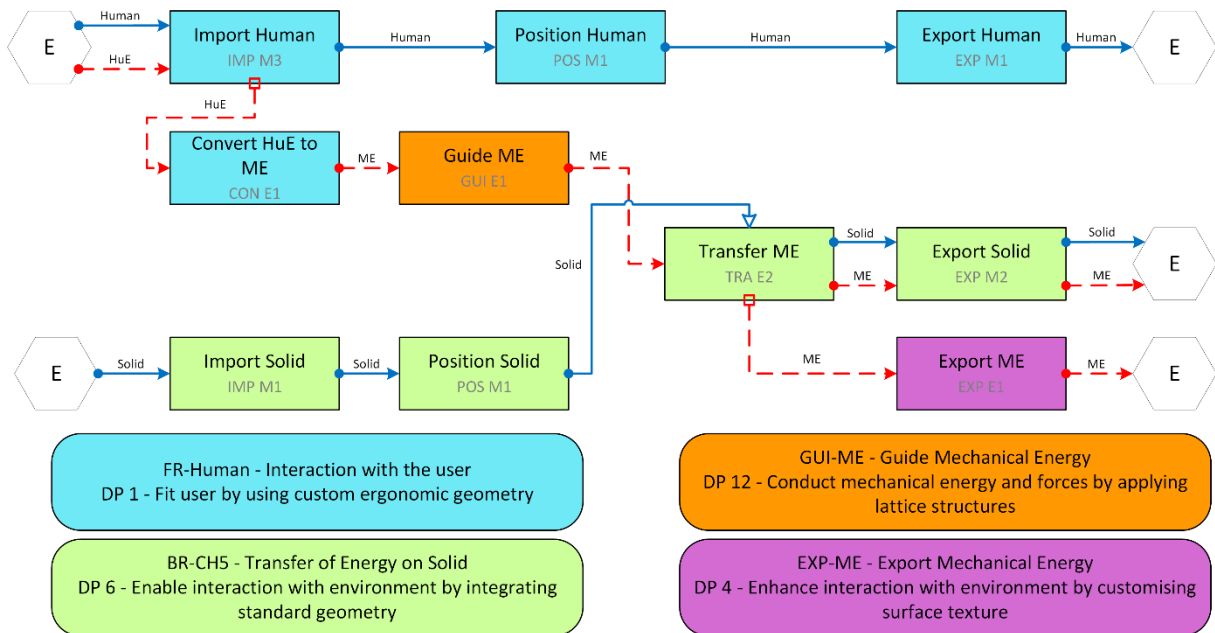 Human
HuE
E
Import Human
IMP M3
Human
Position Human
POS M1
Human
Export Human
EXP M1
Human
E
HuE
Convert HuE to
ME
CON E1
ME
Guide ME
GUI E1
ME
Solid
Transfer ME
TRA E2
Solid
ME
Export Solid
EXP M2
Solid
ME
E
E
Solid
Import Solid
IMP M1
Solid
Position Solid
POS M1
ME
Export ME
EXP E1
ME
E
FR-Human - Interaction with the user
DP 1 - Fit user by using custom ergonomic geometry
GUI-ME - Guide Mechanical Energy
DP 12 - Conduct mechanical energy and forces by applying
lattice structures
BR-CH5 - Transfer of Energy on Solid
DP 6 - Enable interaction with environment by integrating
standard geometry
EXP-ME - Export Mechanical Energy
DP 4 - Enhance interaction with environment by customising
surface texture